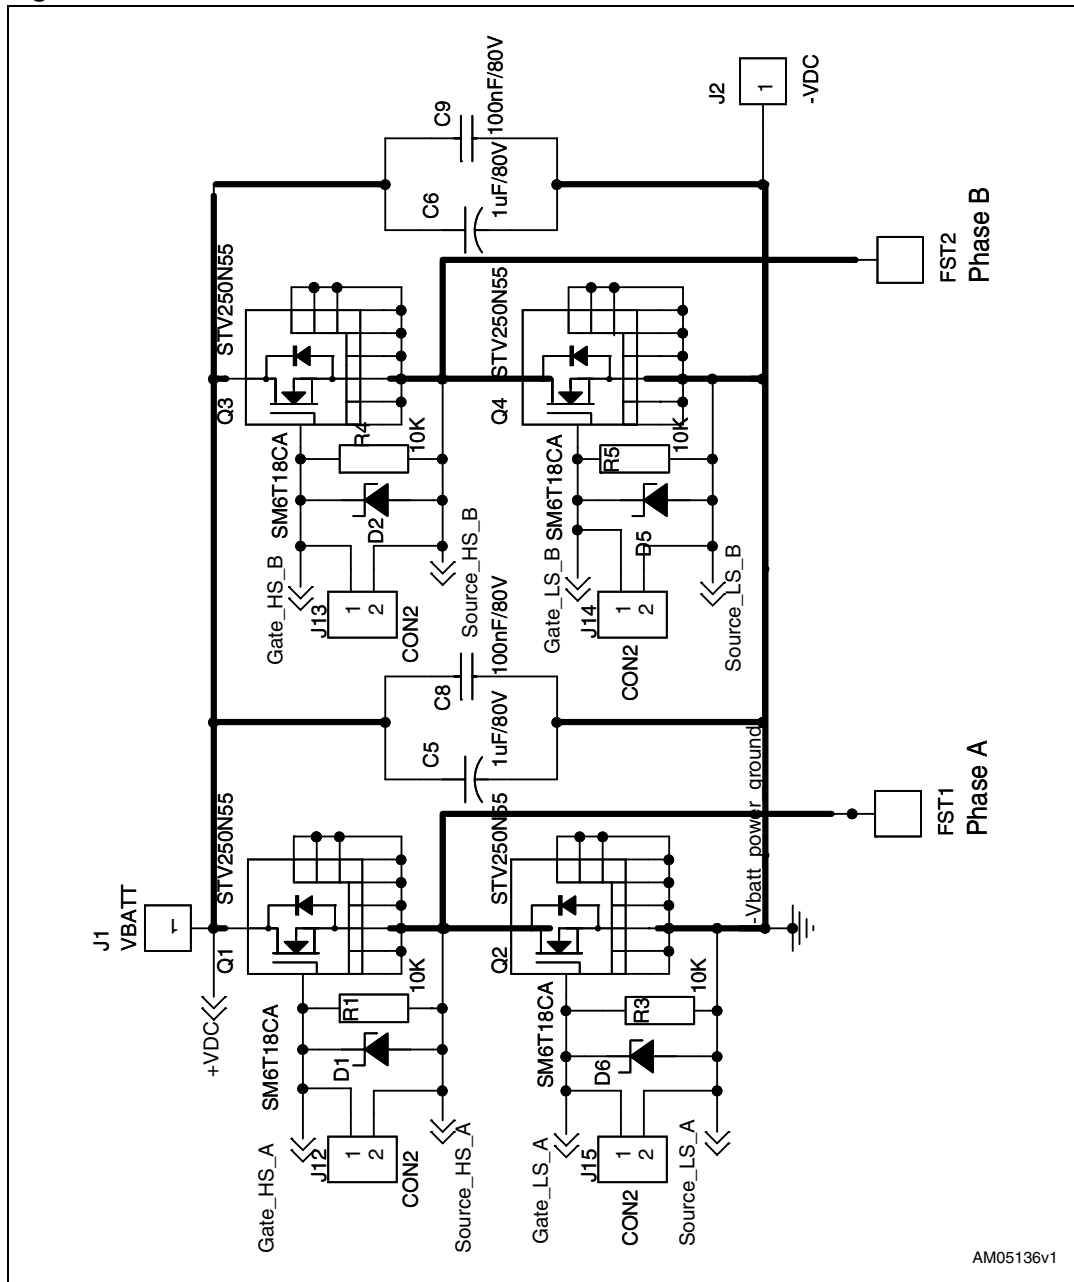 J1
VBATT
1
+VDC
Q1
STV250N55
SM6T18CA
R1
10K
D1
J12
1
2
CON2
Gate_HS_A
Source_HS_A
Q2
STV250N55
SM6T18CA
R3
10K
D6
J15
1
2
CON2
Gate_LS_A
Source_LS_A
C5
1uF/80V
C8
100nF/80V
-Vbatt power ground
FST1
Phase A
Q3
STV250N55
SM6T18CA
R4
10K
D2
J13
1
2
CON2
Gate_HS_B
Source_HS_B
Q4
STV250N55
SM6T18CA
R5
10K
D5
J14
1
2
CON2
Gate_LS_B
Source_LS_B
C6
1uF/80V
C9
100nF/80V
J2
1
-VDC
FST2
Phase B
AM05136v1